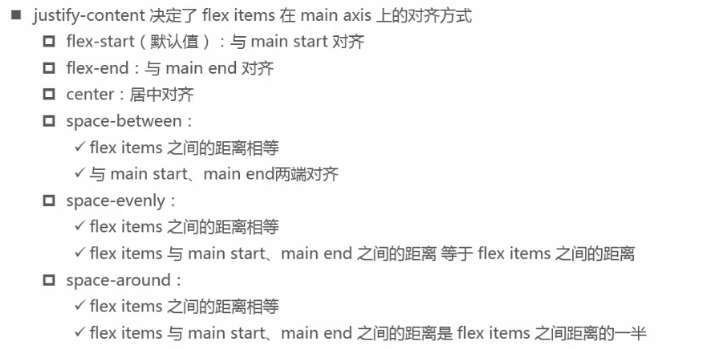 justify-content 决定了 flex items 在 main axis 上的对齐方式
flex-start（默认值）：与 main start 对齐
flex-end：与 main end 对齐
center：居中对齐
space-between：
✓ flex items 之间的距离相等
✓ 与 main start、main end两端对齐
space-evenly：
✓ flex items 之间的距离相等
✓ flex items 与 main start、main end 之间的距离 等于 flex items 之间的距离
space-around：
✓ flex items 之间的距离相等
✓ flex items 与 main start、main end 之间的距离是 flex items 之间距离的一半